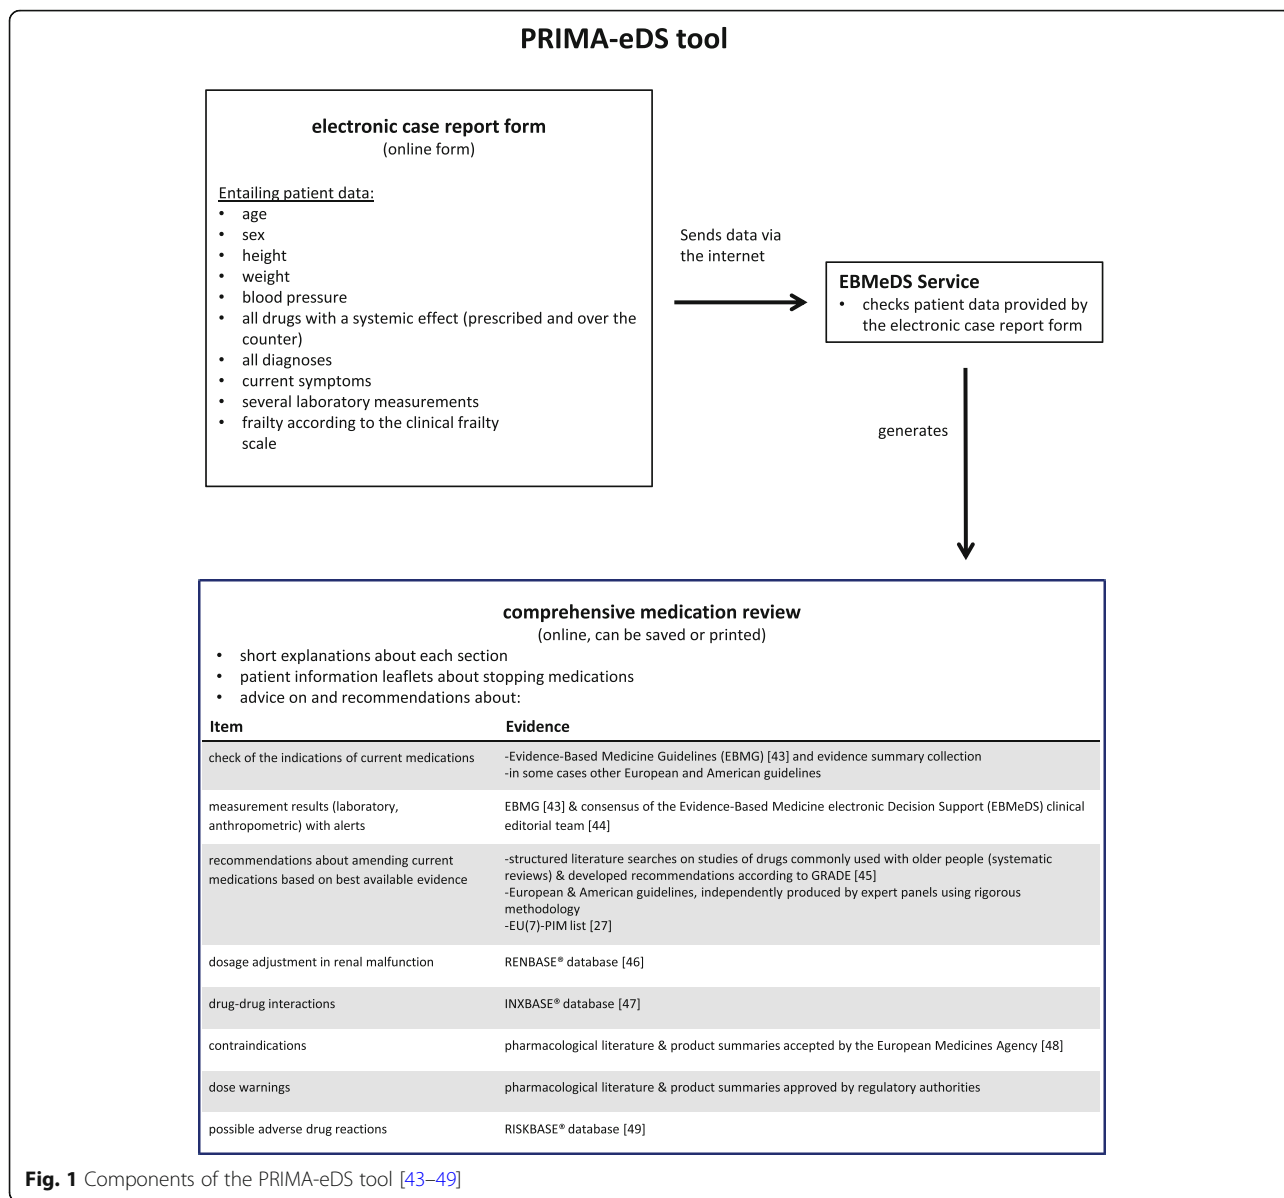 PRIMA-eDS tool
electronic case report form
(online form)
Entailing patient data:
• age
• sex
• height
• weight
• blood pressure
• all drugs with a systemic effect (prescribed and over the
counter)
• all diagnoses
• current symptoms
• several laboratory measurements
• frailty according to the clinical frailty
scale
Sends data via
the internet
EBMeDS Service
• checks patient data provided by
the electronic case report form
generates
comprehensive medication review
(online, can be saved or printed)
• short explanations about each section
• patient information leaflets about stopping medications
• advice on and recommendations about:
Item Evidence
check of the indications of current medications
-Evidence-Based Medicine Guidelines (EBMG) [43] and evidence summary collection
-in some cases other European and American guidelines
measurement results (laboratory,
anthropometric) with alerts
EBMG [43] & consensus of the Evidence-Based Medicine electronic Decision Support (EBMeDS) clinical
editorial team [44]
recommendations about amending current
medications based on best available evidence
-structured literature searches on studies of drugs commonly used with older people (systematic
reviews) & developed recommendations according to GRADE [45]
-European & American guidelines, independently produced by expert panels using rigorous
methodology
-EU(7)-PIM list [27]
dosage adjustment in renal malfunction
RENBASE® database [46]
drug-drug interactions
INXBASE® database [47]
contraindications
pharmacological literature & product summaries accepted by the European Medicines Agency [48]
dose warnings
pharmacological literature & product summaries approved by regulatory authorities
possible adverse drug reactions
RISKBASE® database [49]
Fig. 1 Components of the PRIMA-eDS tool [43–49]